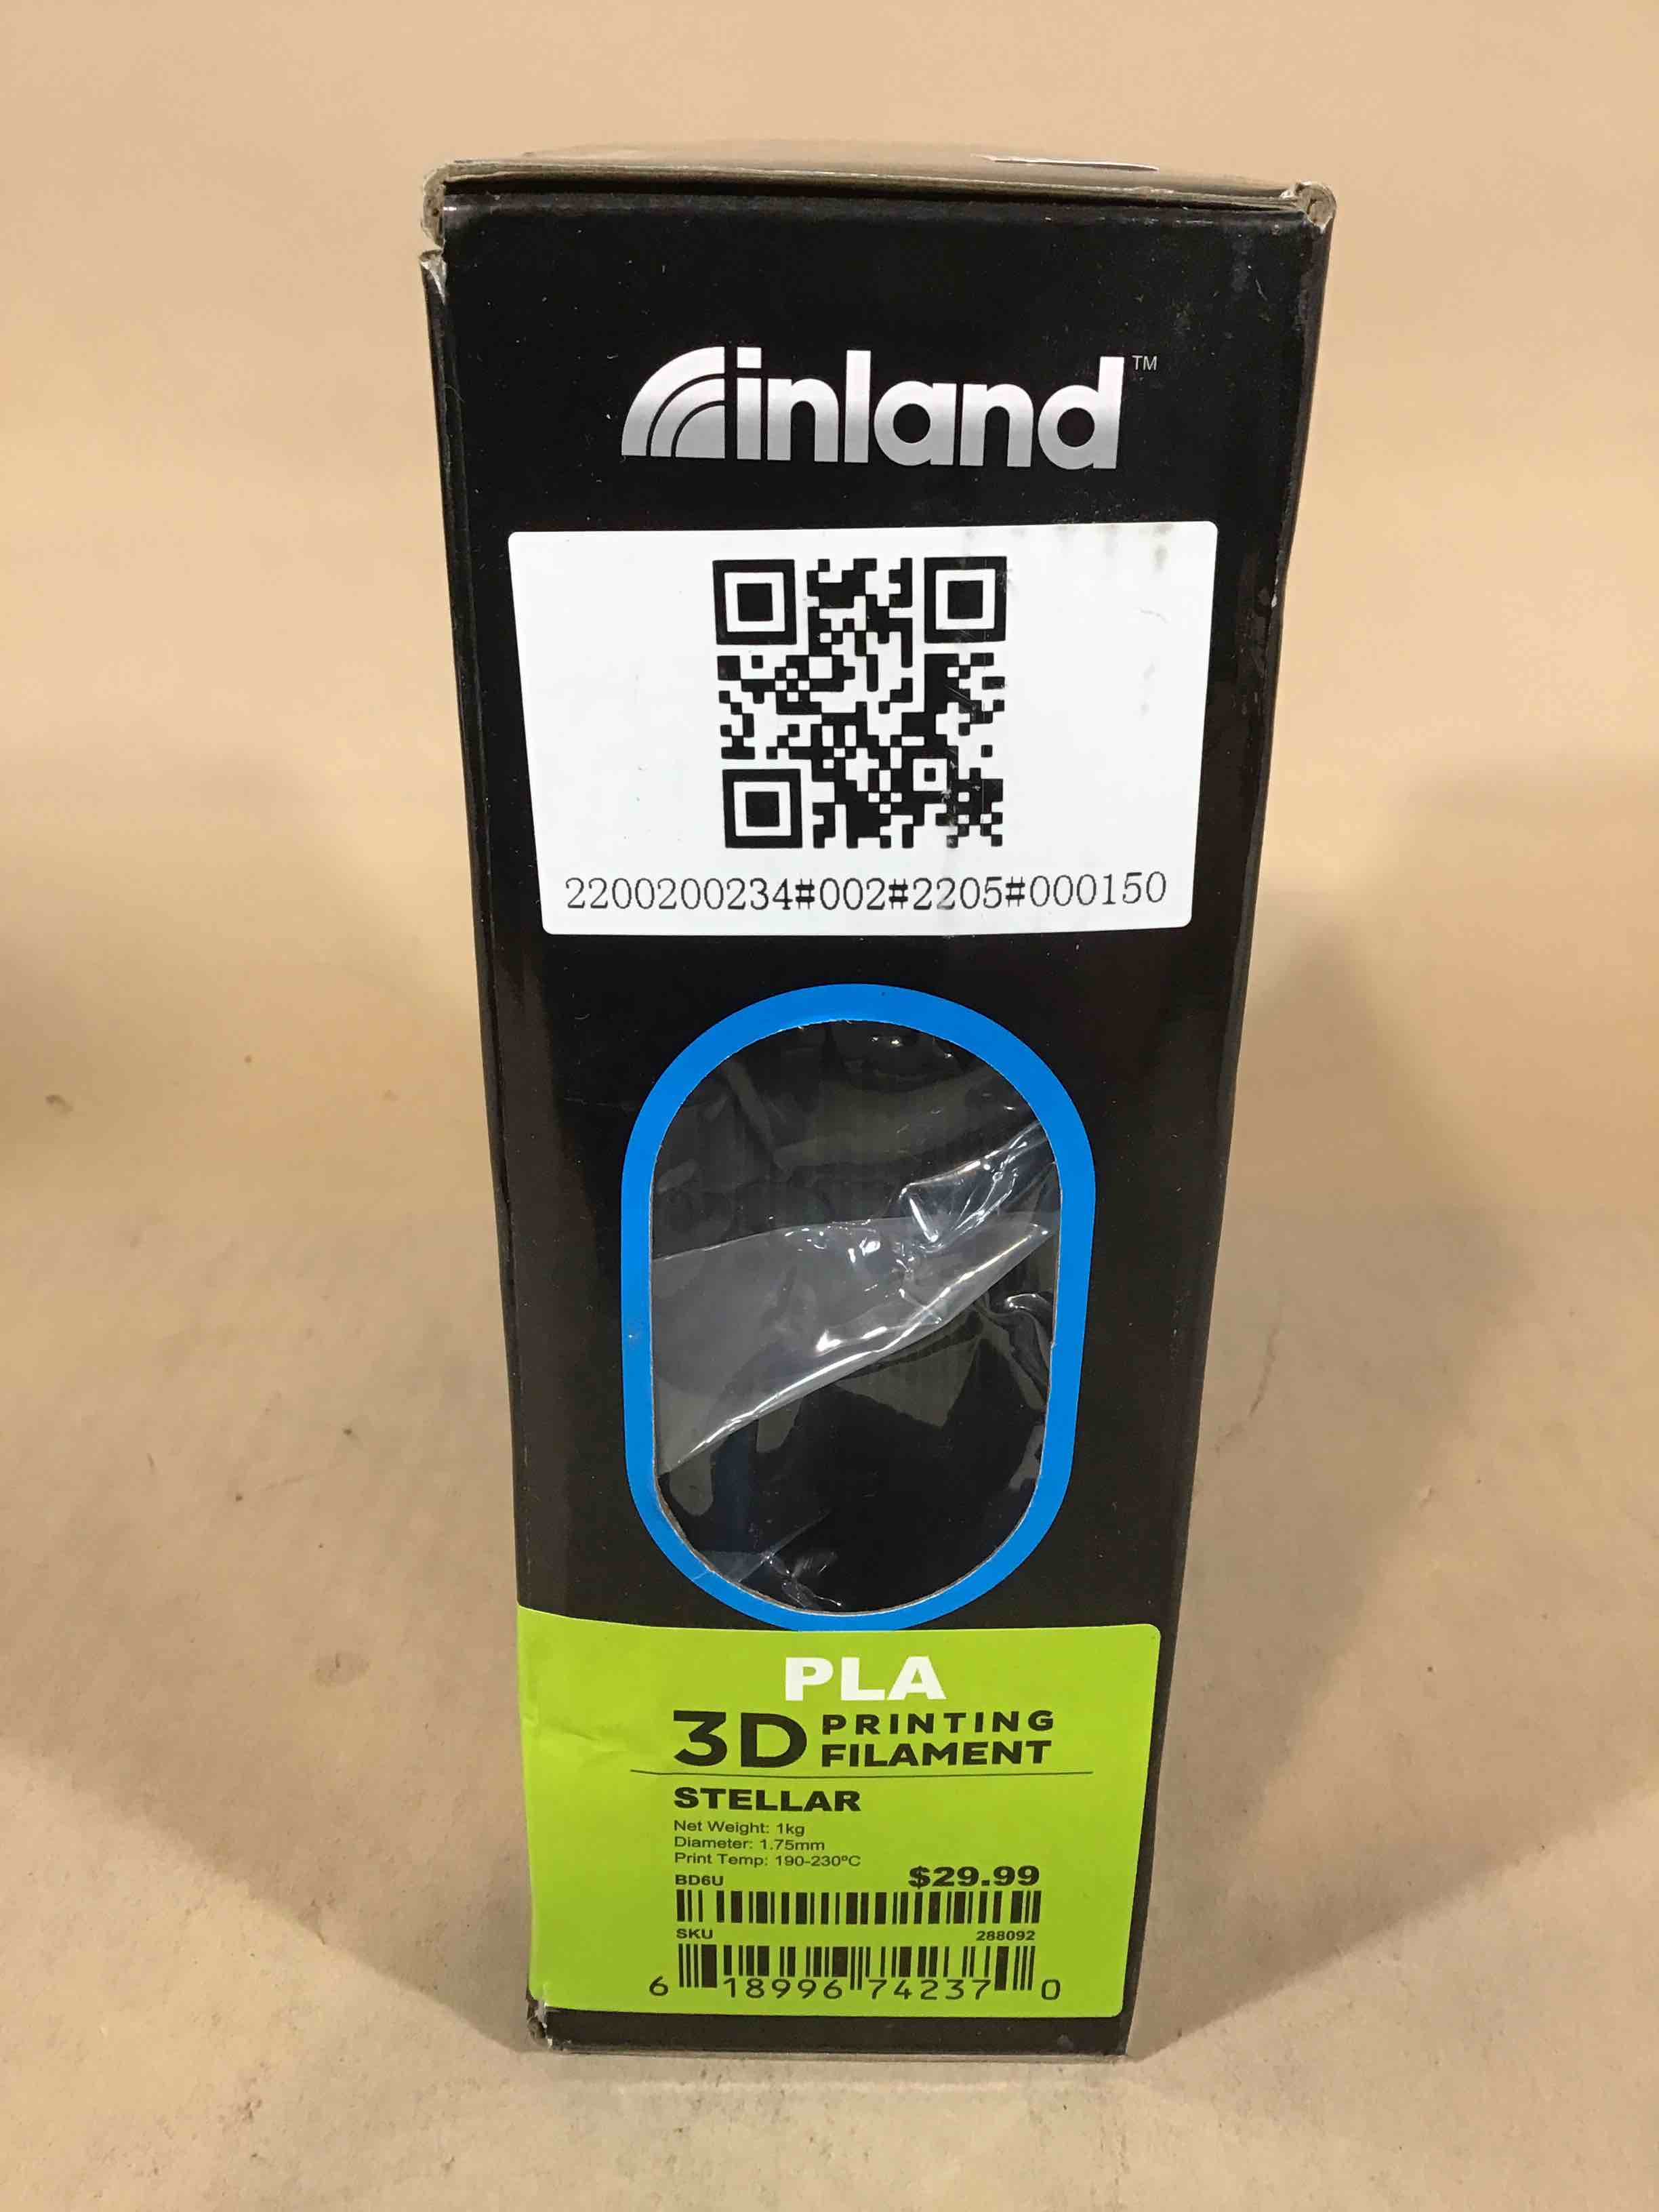 inland™
2200200234#002#2205#000150
PLA
3D PRINTING
FILAMENT
STELLAR
Net Weight: 1kg
Diameter: 1.75mm
Print Temp: 190-230ºC
BD6U $29.99
SKU 288092
6 18996 74237 0